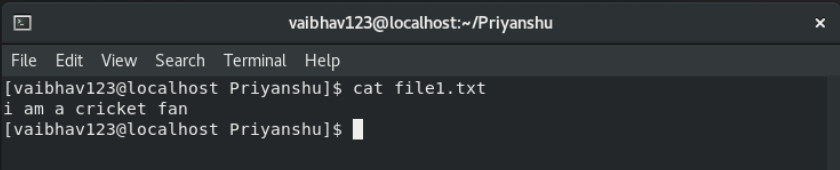 vaibhav123@localhost:~/Priyanshu
File Edit View Search Terminal Help
[vaibhav123@localhost Priyanshu]$ cat file1.txt
i am a cricket fan
[vaibhav123@localhost Priyanshu]$